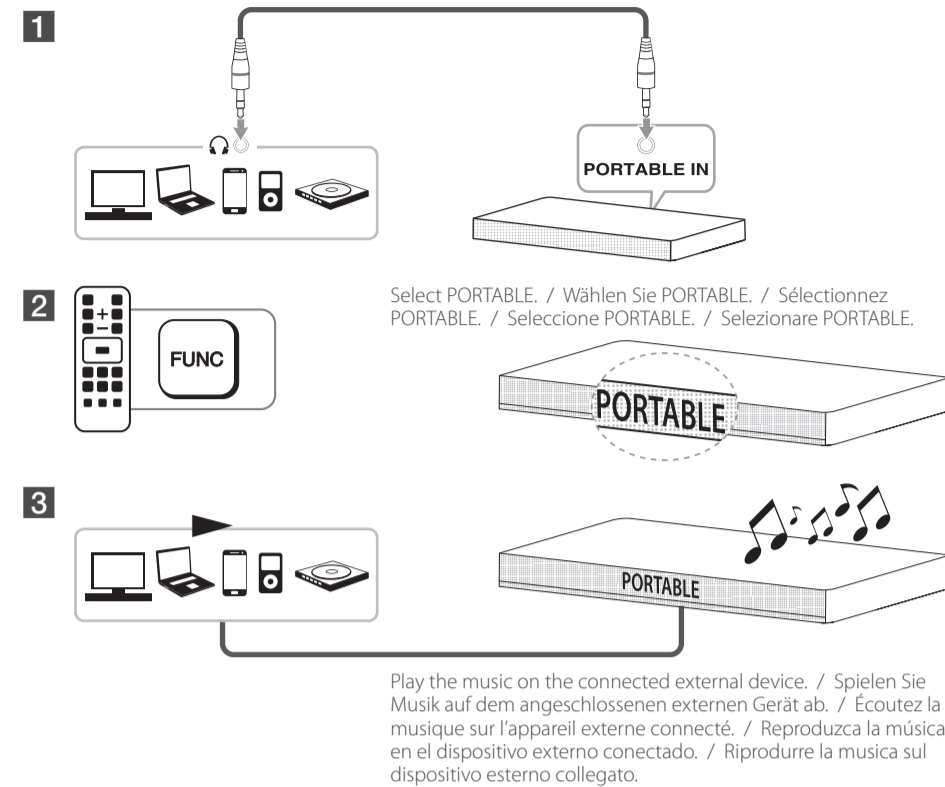 1
PORTABLE IN
2
FUNC
Select PORTABLE. / Wählen Sie PORTABLE. / Sélectionnez
PORTABLE. / Seleccione PORTABLE. / Selezionare PORTABLE.
PORTABLE
3
PORTABLE
Play the music on the connected external device. / Spielen Sie
Musik auf dem angeschlossenen externen Gerät ab. / Écoutez la
musique sur l’appareil externe connecté. / Reproduzca la música
en el dispositivo externo conectado. / Riprodurre la musica sul
dispositivo esterno collegato.